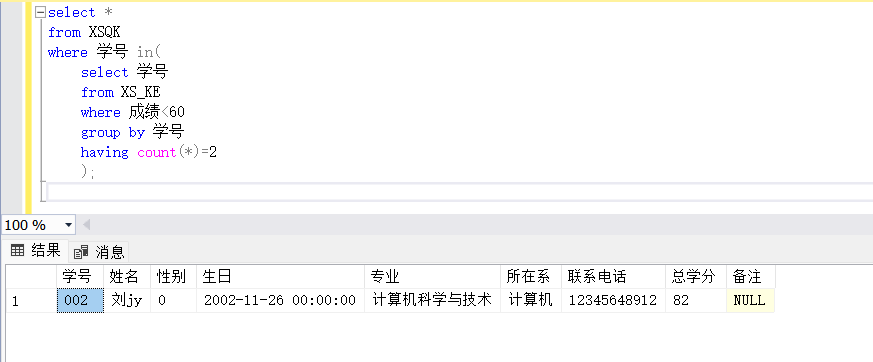 select *
from XSQK
where 学号 in(
select 学号
from XS_KE
where 成绩<60
group by 学号
having count(*)=2
);
100 %
结果 消息
学号 姓名 性别 生日 专业 所在系 联系电话 总学分 备注
1 002 刘jy 0 2002-11-26 00:00:00 计算机科学与技术 计算机 12345648912 82 NULL